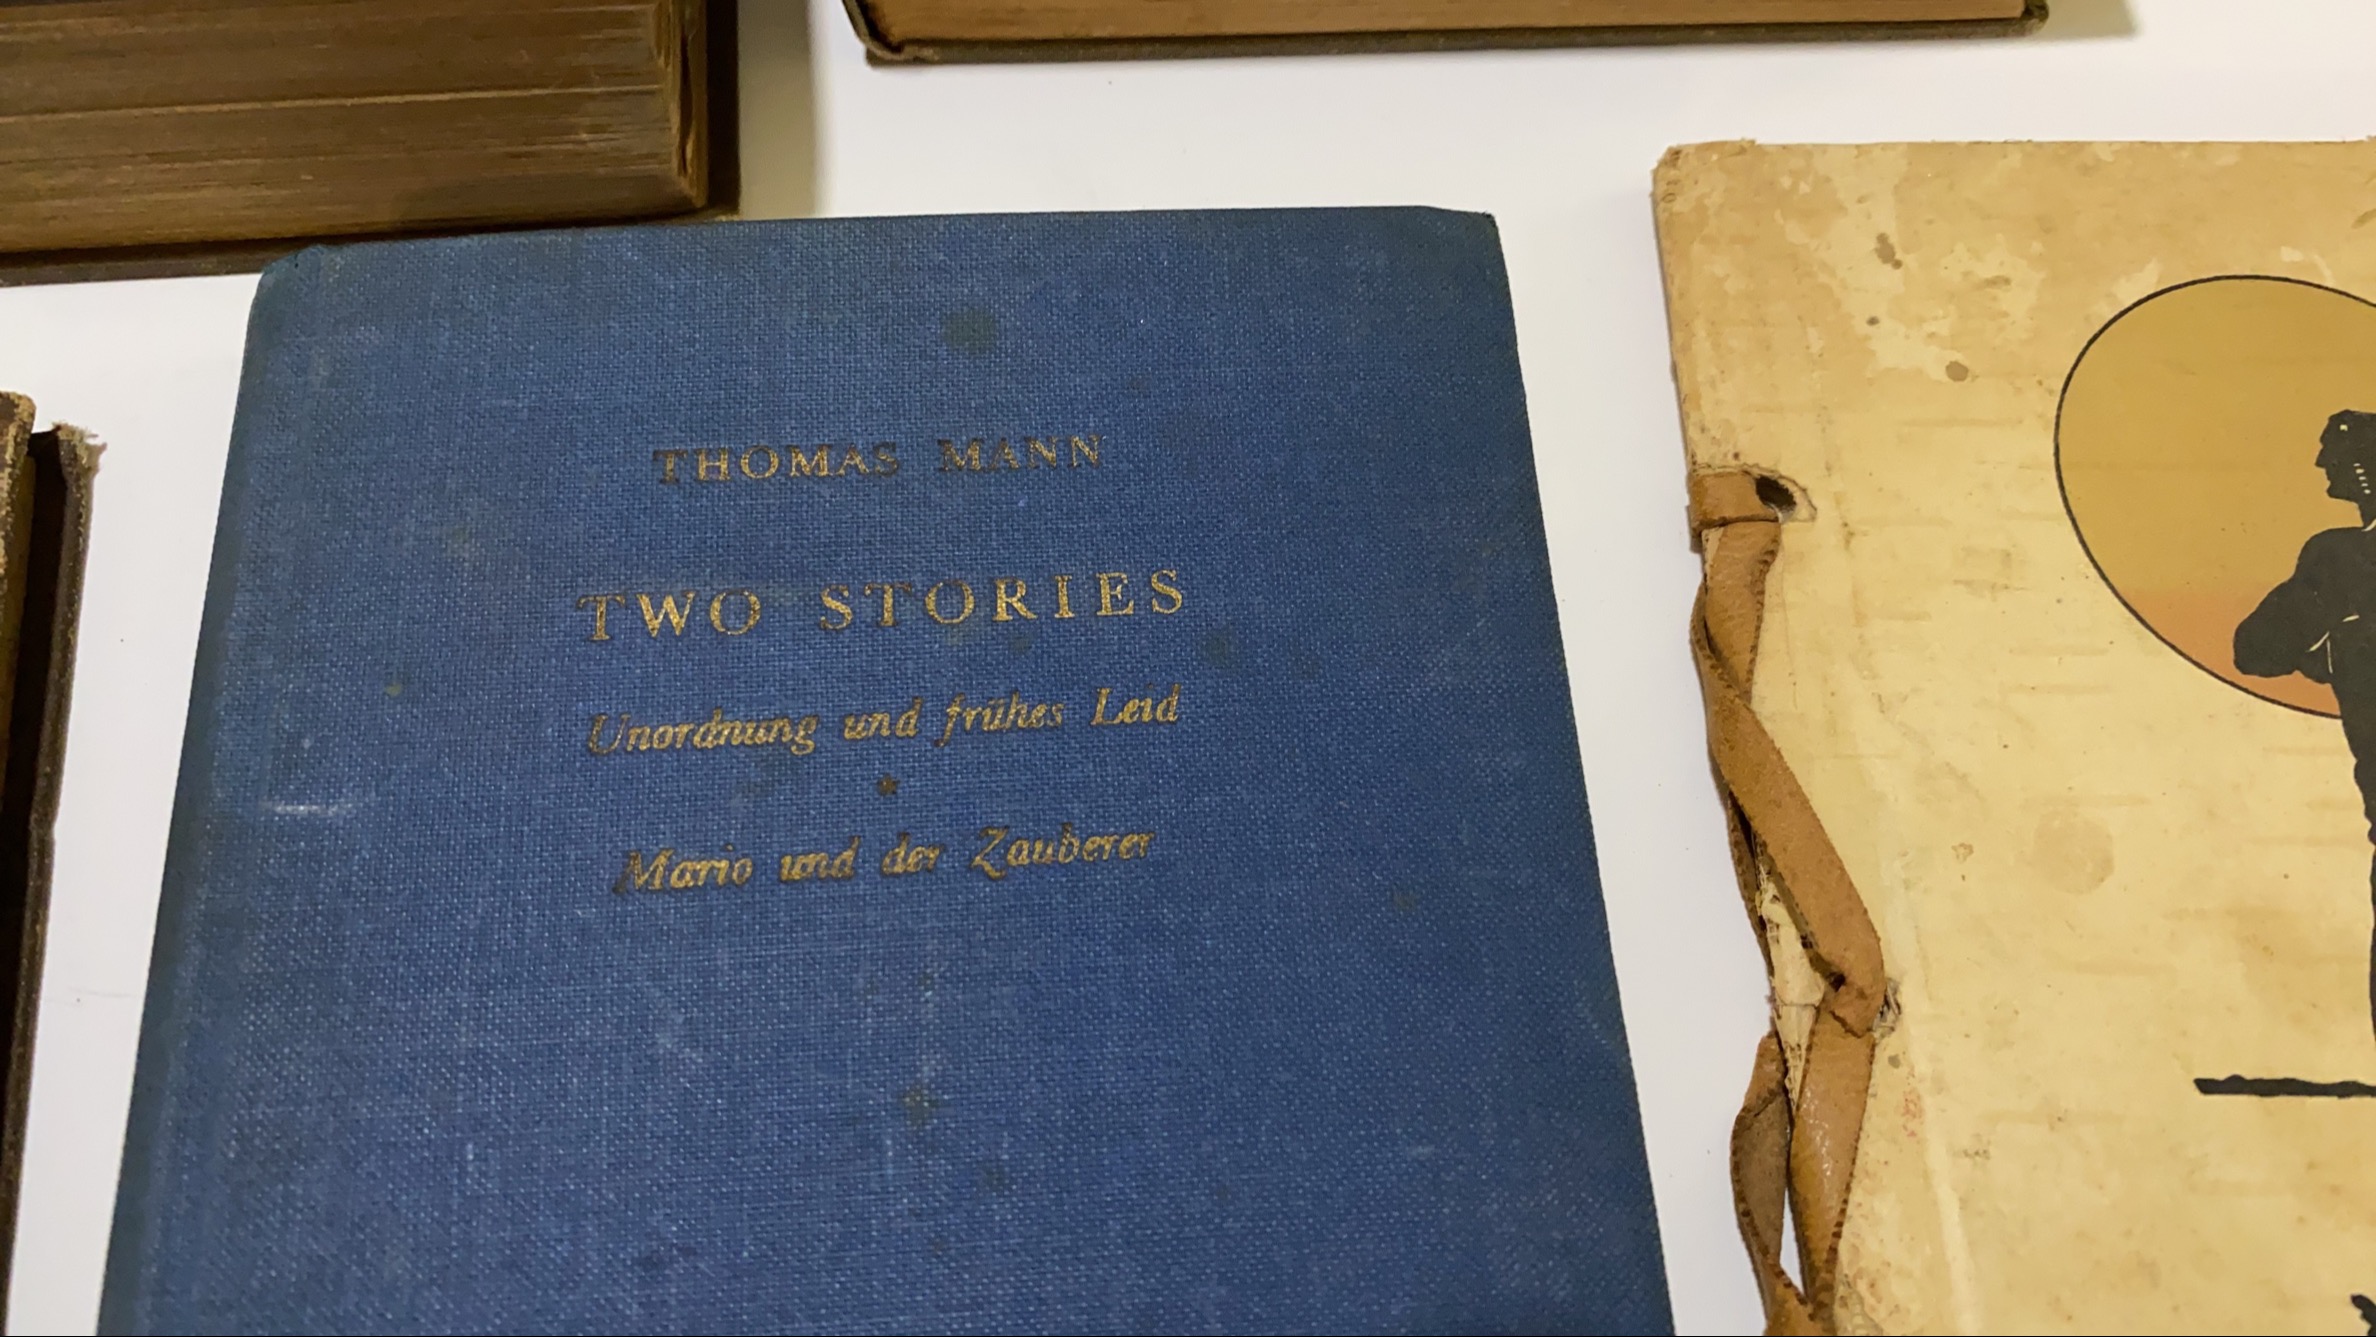 THOMAS MANN
TWO STORIES
Unordnung und frühes Leid
*
Mario und der Zauberer